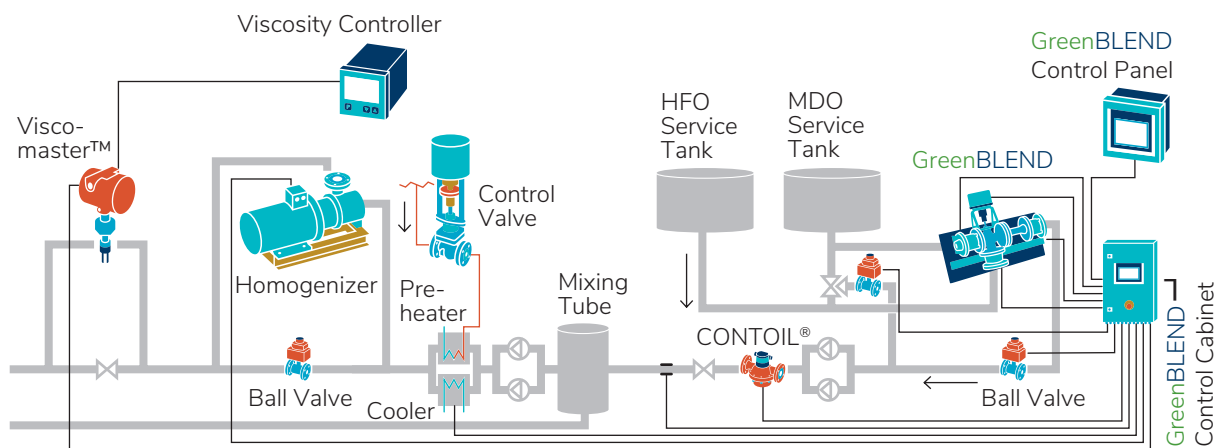 Viscosity Controller
GreenBLEND
Control Panel
Visco-
master™
HFO
Service
Tank
MDO
Service
Tank
GreenBLEND
Control
Valve
Homogenizer
Pre-
heater
Mixing
Tube
CONTOIL®
Ball Valve
Cooler
Ball Valve
GreenBLEND
Control Cabinet